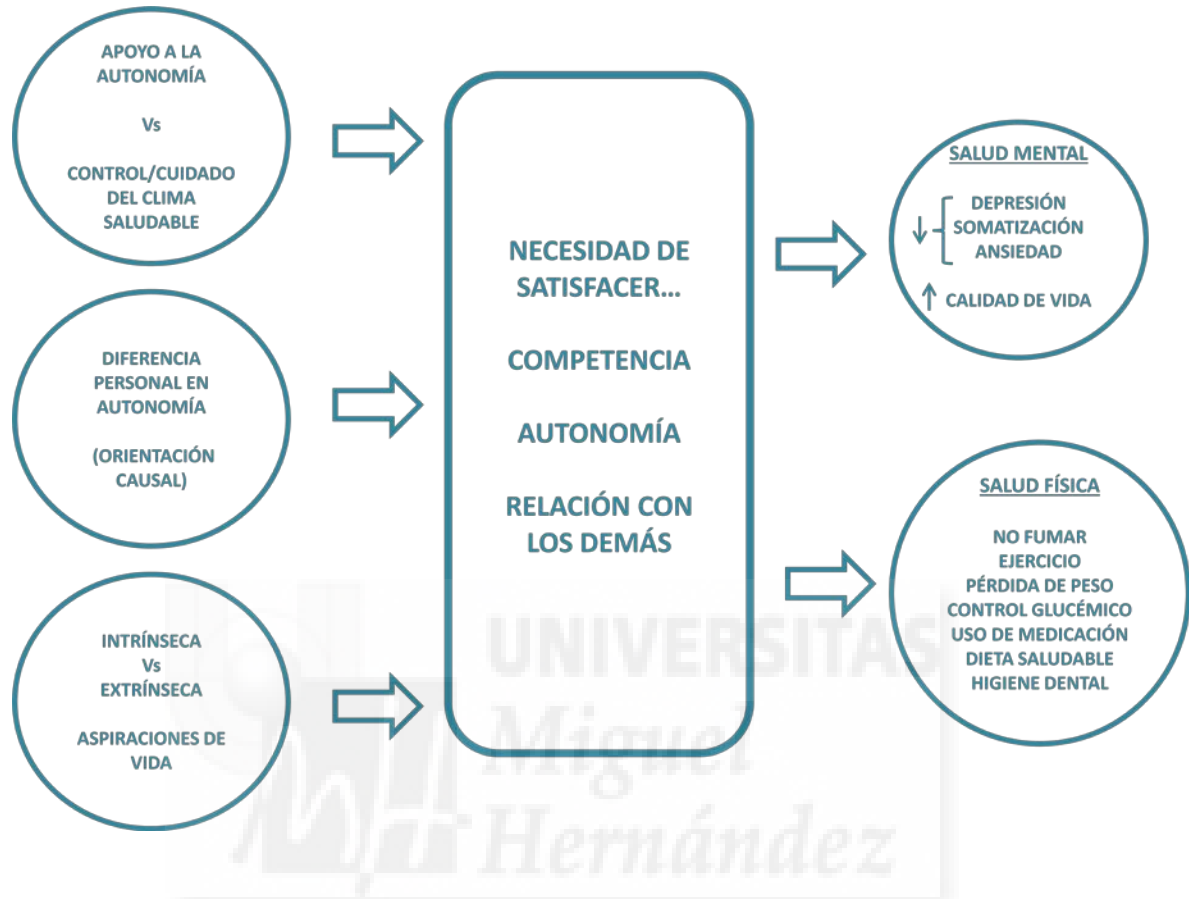 APOYO A LA
AUTONOMÍA
Vs
CONTROL/CUIDADO
DEL CLIMA
SALUDABLE
DIFERENCIA
PERSONAL EN
AUTONOMÍA
(ORIENTACIÓN
CAUSAL)
INTRÍNSECA
Vs
EXTRÍNSECA
ASPIRACIONES DE
VIDA
NECESIDAD DE
SATISFACER...
COMPETENCIA
AUTONOMÍA
RELACIÓN CON
LOS DEMÁS
SALUD MENTAL
DEPRESIÓN
SOMATIZACIÓN
ANSIEDAD
CALIDAD DE VIDA
SALUD FÍSICA
NO FUMAR
EJERCICIO
PÉRDIDA DE PESO
CONTROL GLUCÉMICO
USO DE MEDICACIÓN
DIETA SALUDABLE
HIGIENE DENTAL
UNIVERSITAS
Miguel
Hernández